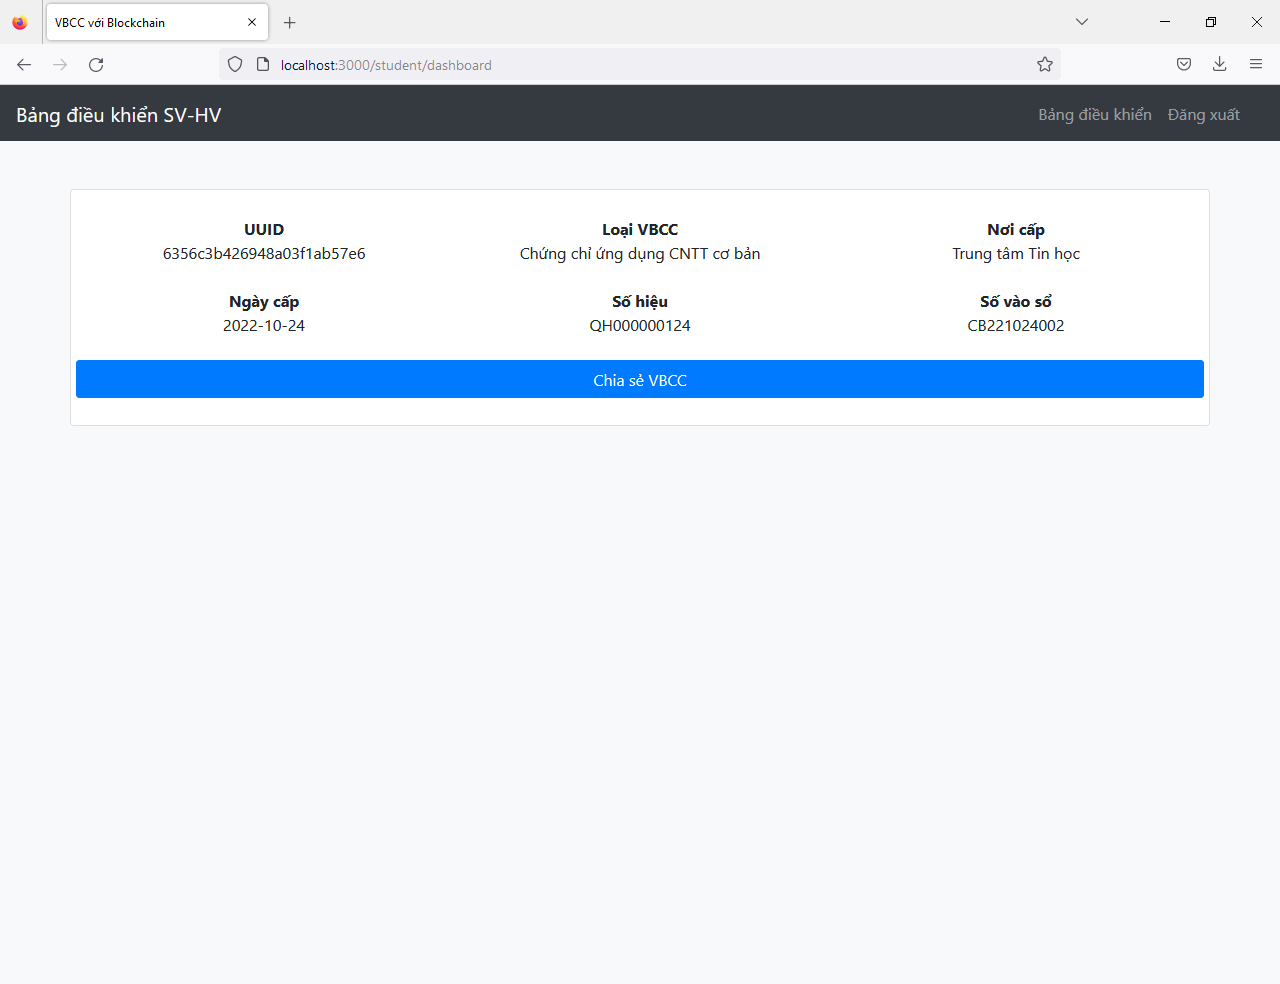 VBCC với Blockchain
localhost:3000/student/dashboard
Bảng điều khiển SV-HV
Bảng điều khiển
Đăng xuất
UUID
6356c3b426948a03f1ab57e6
Loại VBCC
Chứng chỉ ứng dụng CNTT cơ bản
Nơi cấp
Trung tâm Tin học
Ngày cấp
2022-10-24
Số hiệu
QH000000124
Số vào sổ
CB221024002
Chia sẻ VBCC